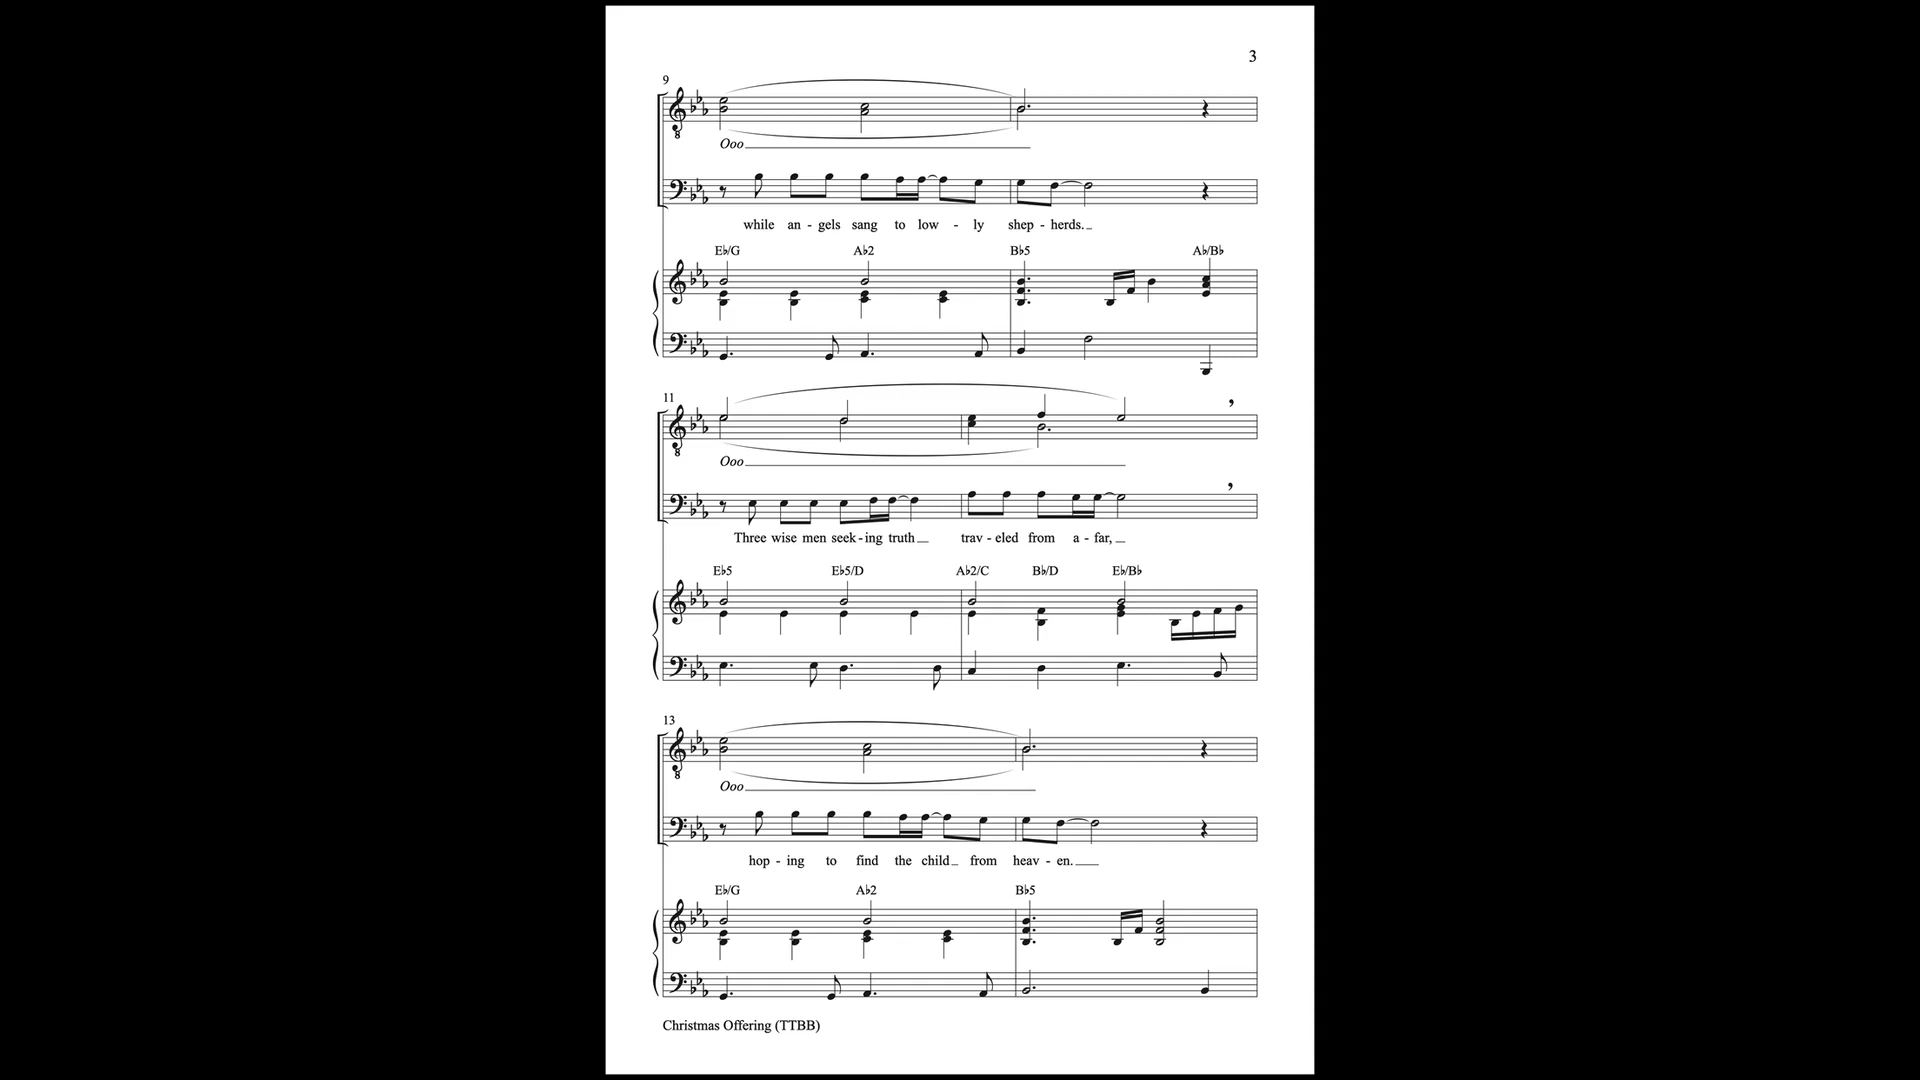 3
9
Ooo
while an - gels sang to low - ly shep - herds.
E♭/G A♭2 B♭5 A♭/B♭
11
Ooo
Three wise men seek - ing truth trav - eled from a - far,
E♭5 E♭5/D A♭2/C B♭/D E♭/B♭
13
Ooo
hop - ing to find the child from heav - en.
E♭/G A♭2 B♭5
Christmas Offering (TTBB)